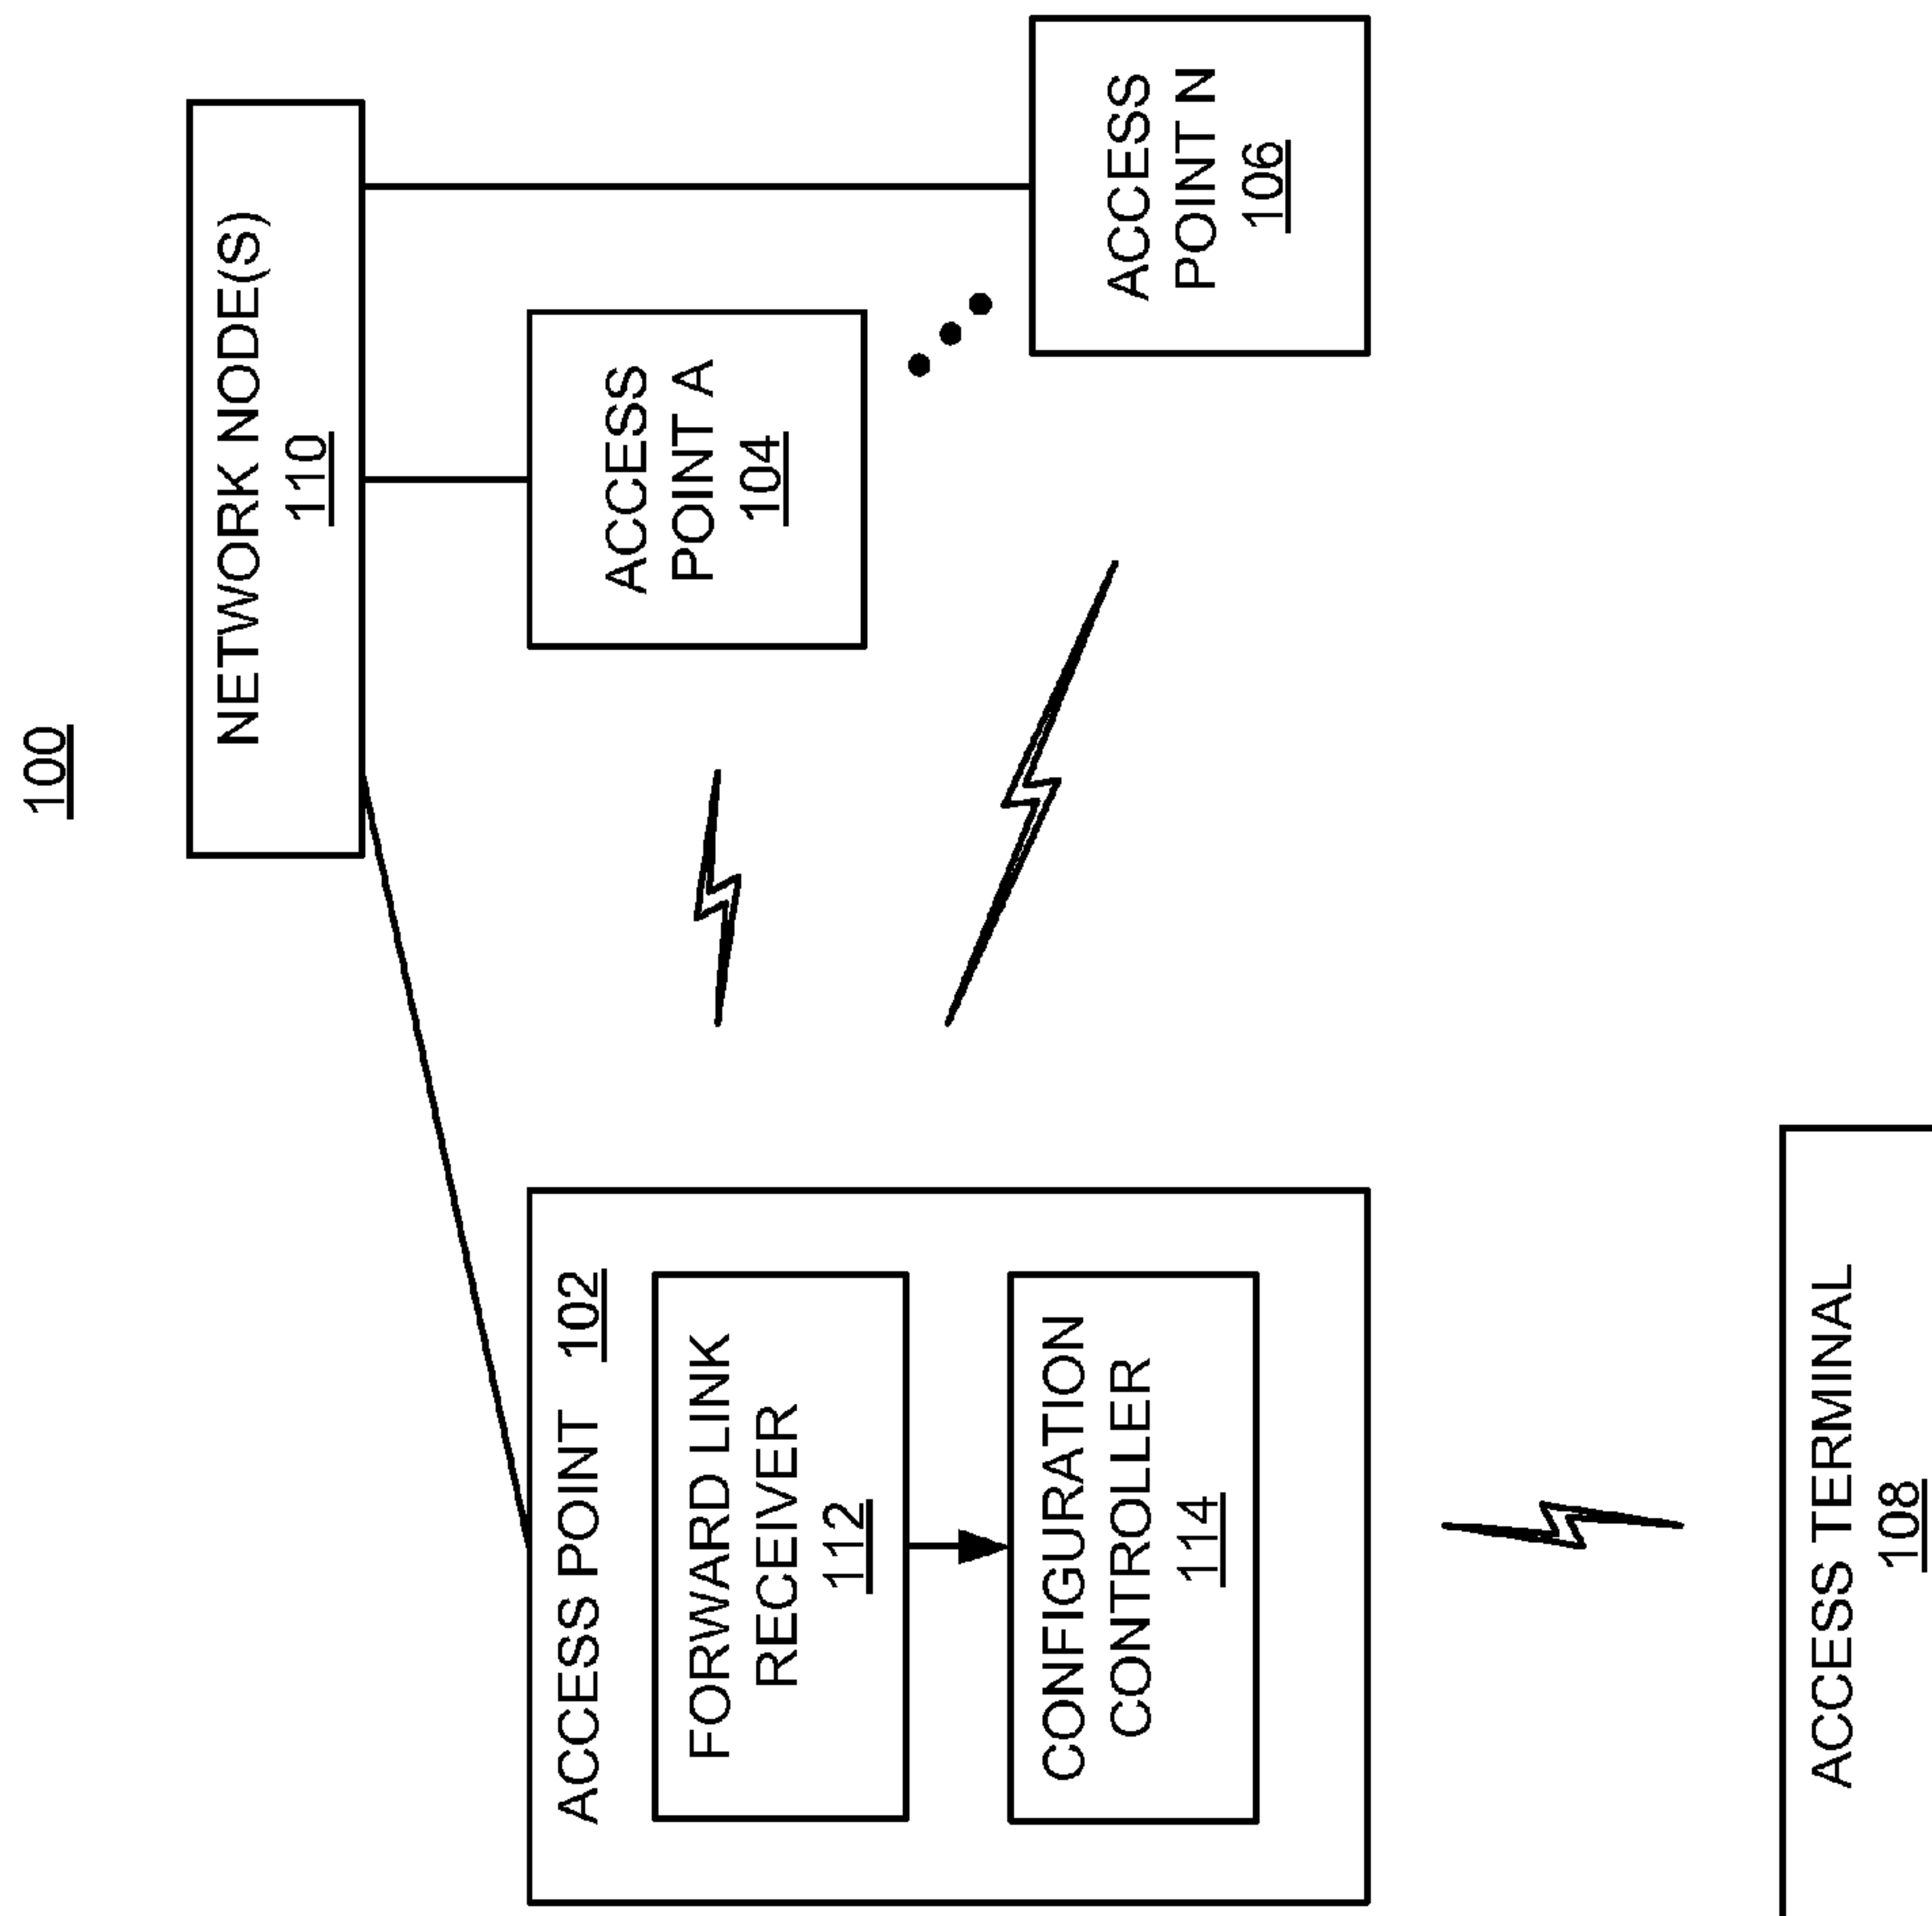 100
NETWORK NODE(S)
110
ACCESS POINT 102
FORWARD LINK
RECEIVER
112
CONFIGURATION
CONTROLLER
114
ACCESS
POINT A
104
ACCESS
POINT N
106
ACCESS TERMINAL
108